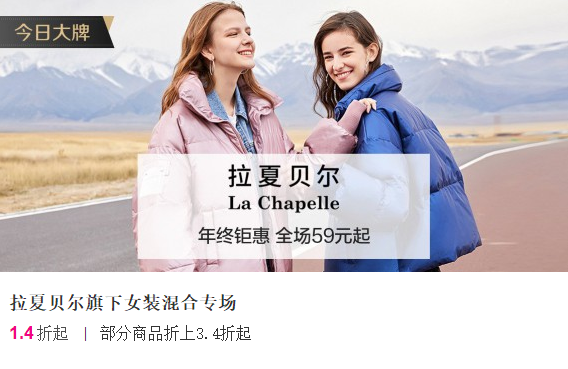 今日大牌
拉夏贝尔
La Chapelle
年终钜惠 全场59元起
拉夏贝尔旗下女装混合专场
1.4折起 | 部分商品折上3.4折起